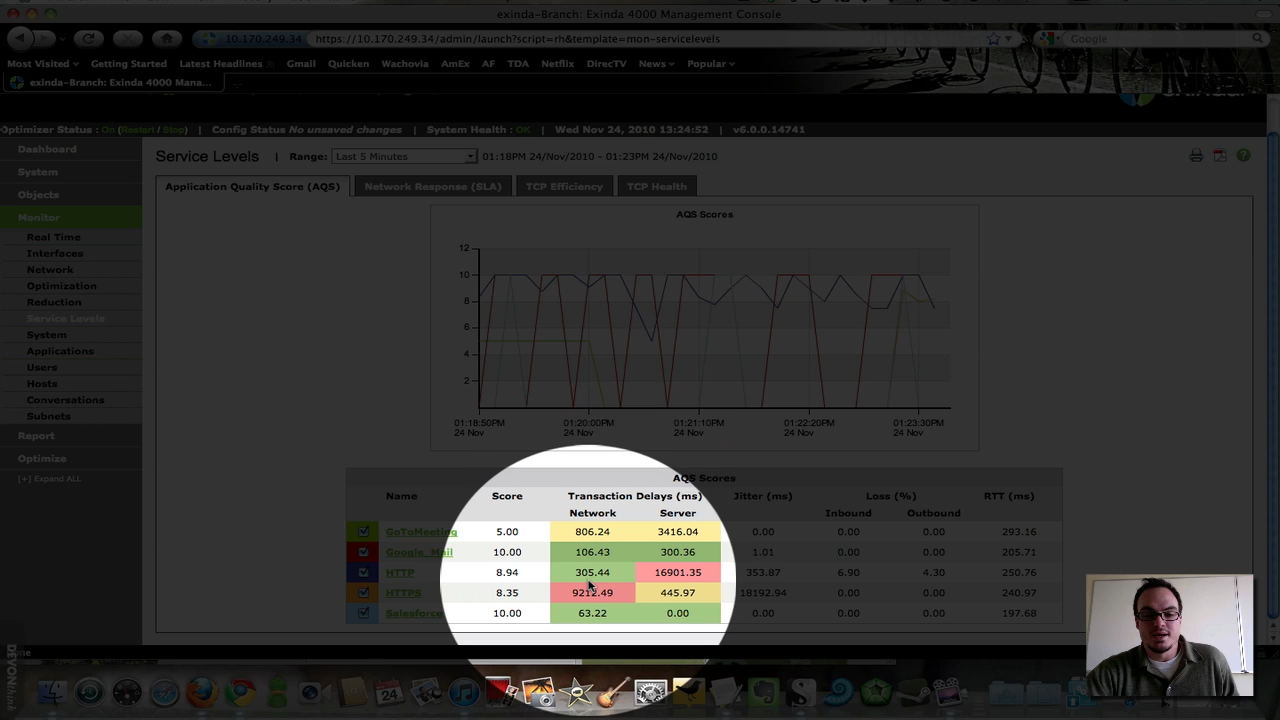 exinda-Branch: Exinda 4000 Management Console
10.170.249.34 https://10.170.249.34/admin/launch?script=rh&template=mon-servicelevels Google
Most Visited Getting Started Latest Headlines Gmail Quicken Wachovia AmEx AF TDA Netflix DirecTV News Popular
exinda-Branch: Exinda 4000 Mana...
Optimizer Status : On (Restart / Stop) | Config Status No unsaved changes | System Health : OK | Wed Nov 24, 2010 13:24:52 | v6.0.0.14741
Dashboard
System
Objects
Monitor
Real Time
Interfaces
Network
Optimization
Reduction
Service Levels
System
Applications
Users
Hosts
Conversations
Subnets
Report
Optimize
[+] Expand ALL
Service Levels | Range: Last 5 Minutes 01:18PM 24/Nov/2010 - 01:23PM 24/Nov/2010
Application Quality Score (AQS) Network Response (SLA) TCP Efficiency TCP Health
AQS Scores
12
10
8
6
4
2
01:18:50PM 01:20:00PM 01:21:10PM 01:22:20PM 01:23:30PM
24 Nov 24 Nov 24 Nov 24 Nov 24 Nov
AQS Scores
Name Score Transaction Delays (ms) Jitter (ms) Loss (%) RTT (ms)
Network Server Inbound Outbound
GoToMeeting 5.00 806.24 3416.04 0.00 0.00 0.00 293.16
Google_Mail 10.00 106.43 300.36 1.01 0.00 0.00 205.71
HTTP 8.94 305.44 16901.35 353.87 6.90 4.30 250.76
HTTPS 8.35 9212.49 445.97 18192.94 0.00 0.00 240.97
Salesforce 10.00 63.22 0.00 0.00 0.00 0.00 197.68
24